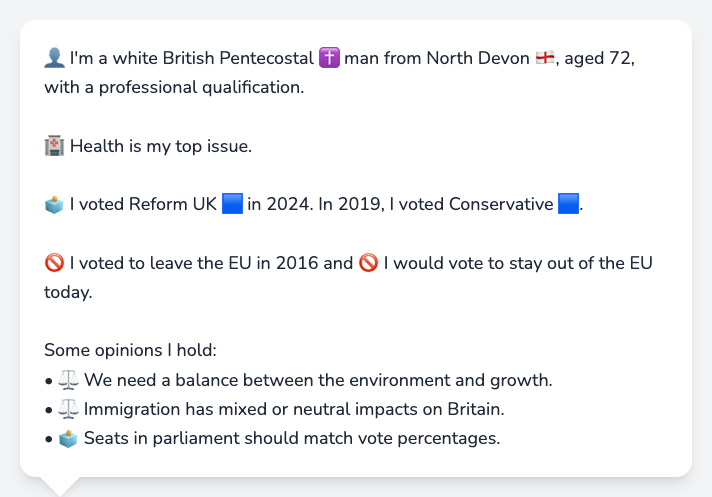 👤 I'm a white British Pentecostal ✝️ man from North Devon 🏴󠁧󠁢󠁥󠁮󠁧󠁿, aged 72,
with a professional qualification.
🏥 Health is my top issue.
🗳️ I voted Reform UK 🟦 in 2024. In 2019, I voted Conservative 🟦.
🚫 I voted to leave the EU in 2016 and 🚫 I would vote to stay out of the EU
today.
Some opinions I hold:
• ⚖️ We need a balance between the environment and growth.
• ⚖️ Immigration has mixed or neutral impacts on Britain.
• 🗳️ Seats in parliament should match vote percentages.